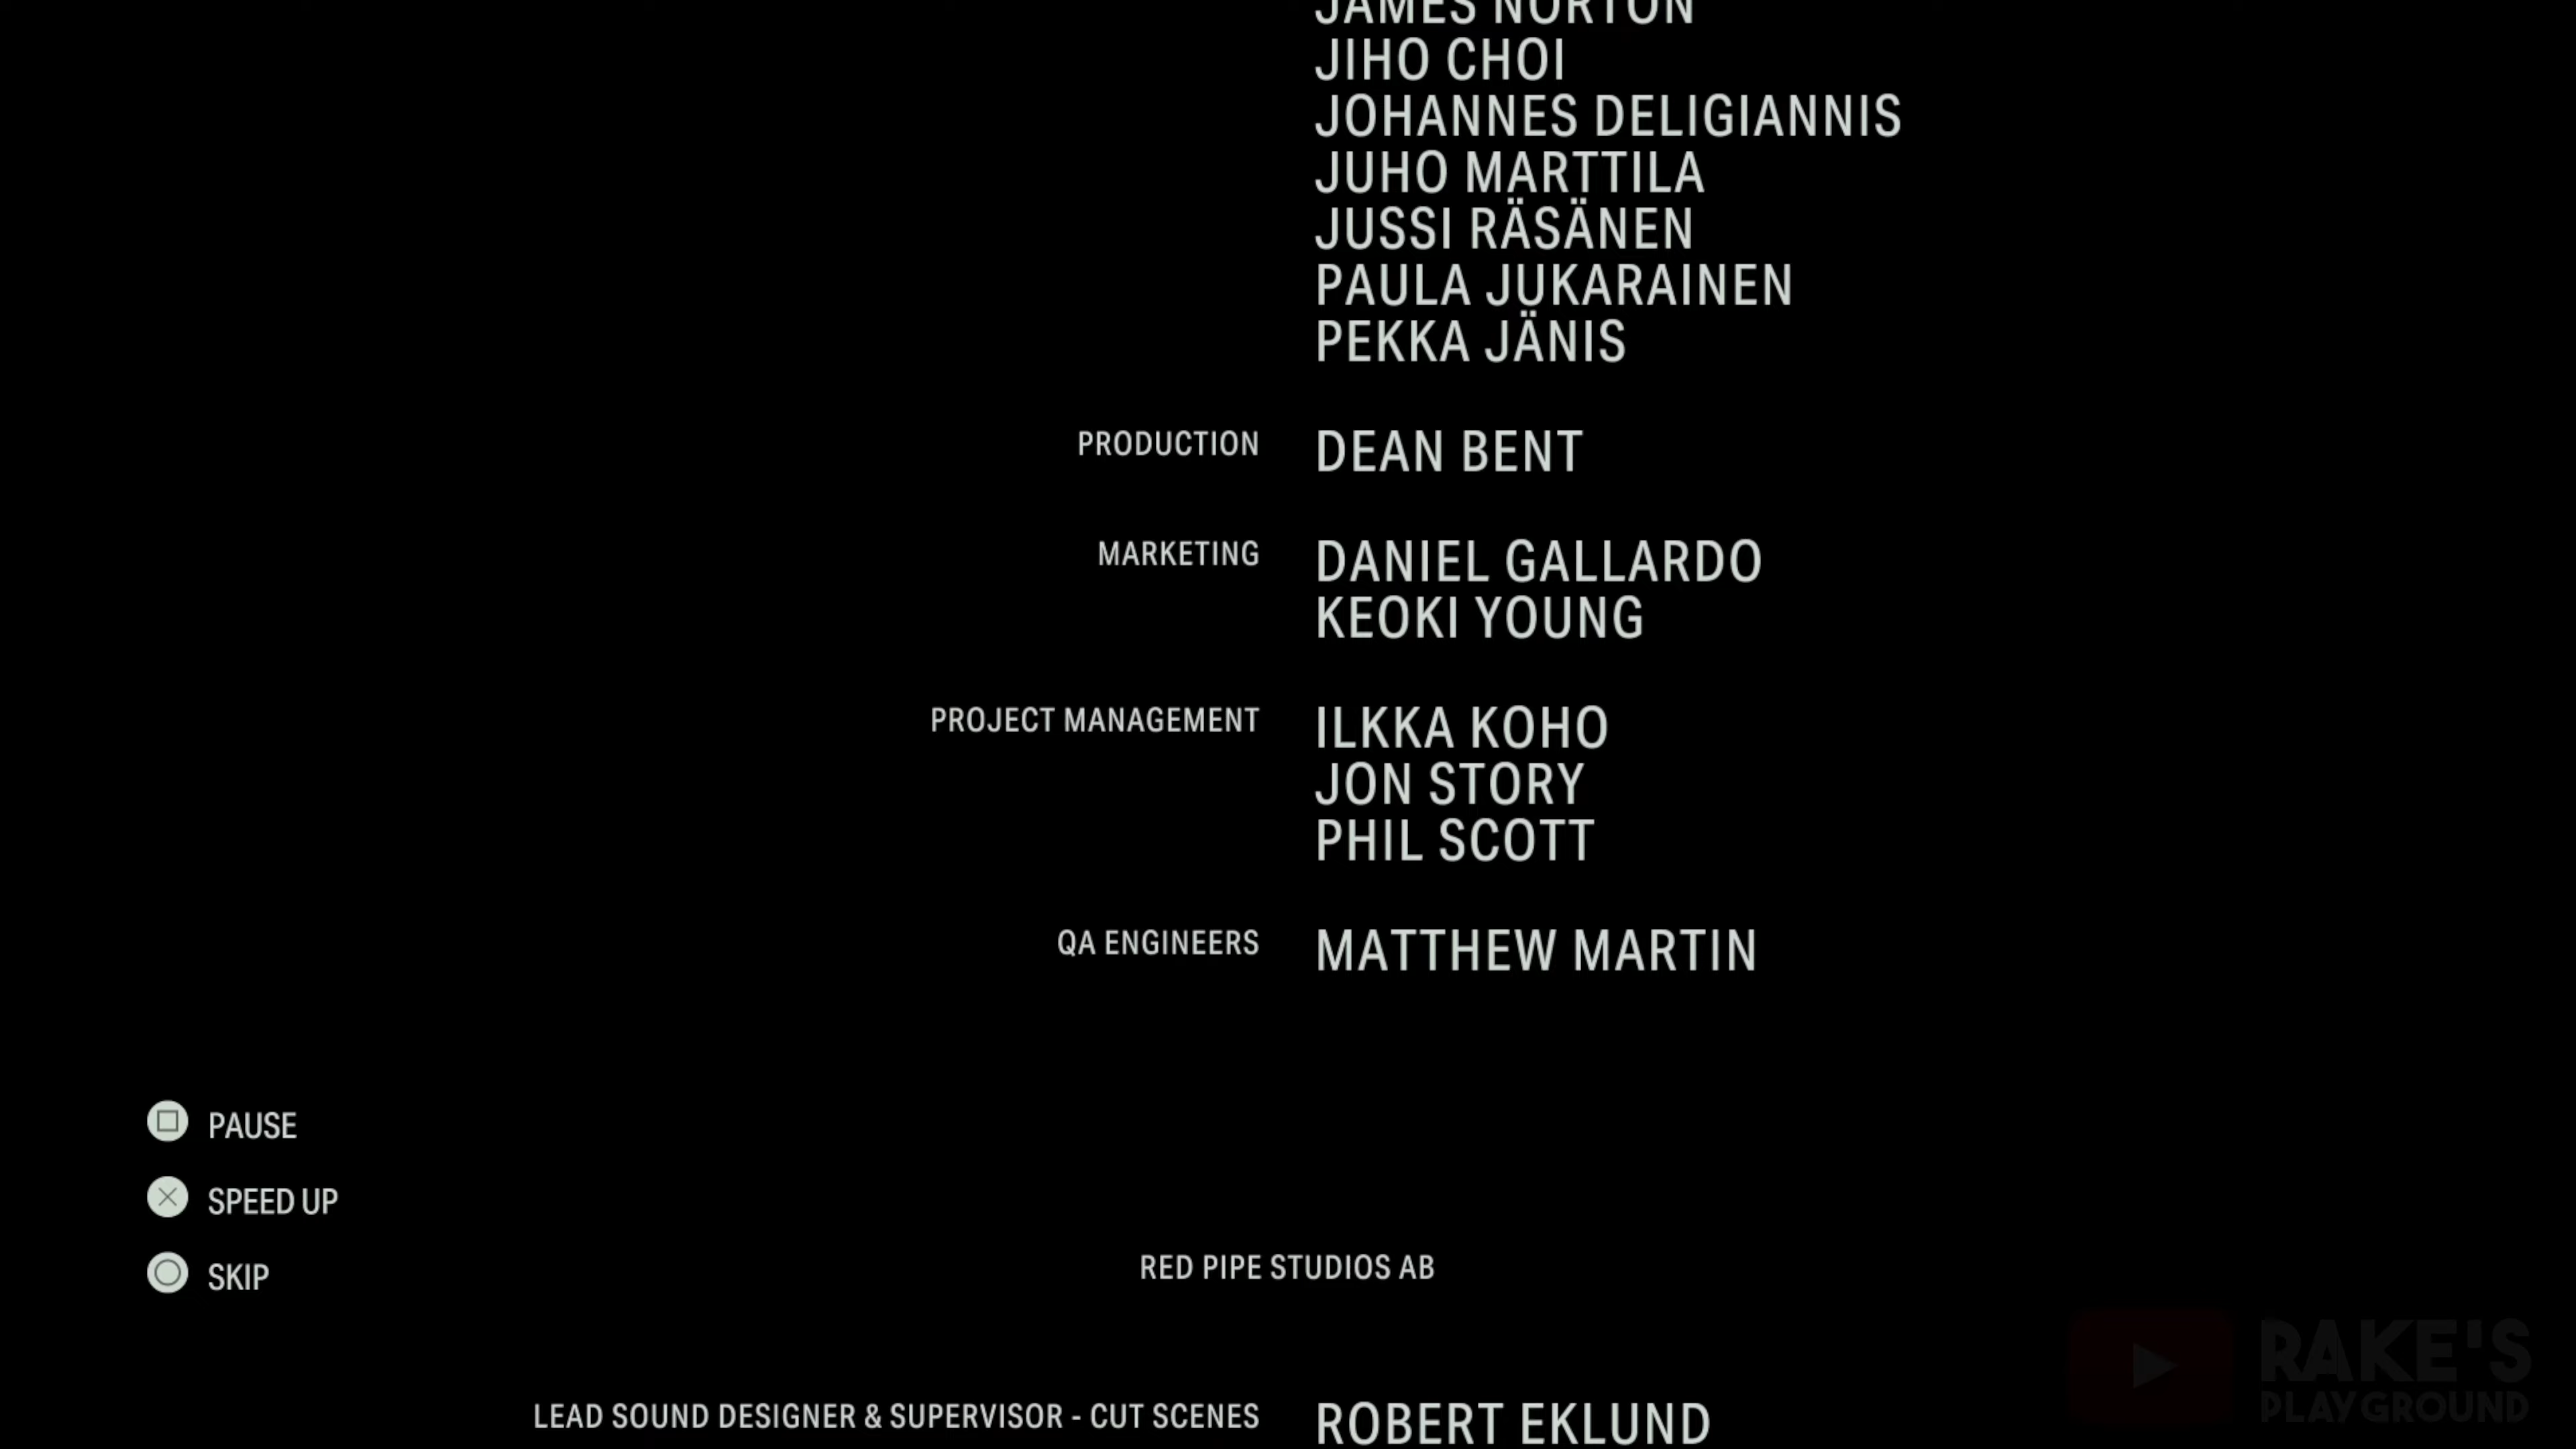 JAMES NORTON
JIHO CHOI
JOHANNES DELIGIANNIS
JUHO MARTTILA
JUSSI RÄSÄNEN
PAULA JUKARAINEN
PEKKA JÄNIS
PRODUCTION DEAN BENT
MARKETING DANIEL GALLARDO
KEOKI YOUNG
PROJECT MANAGEMENT ILKKA KOHO
JON STORY
PHIL SCOTT
QA ENGINEERS MATTHEW MARTIN
PAUSE
SPEED UP
SKIP
RED PIPE STUDIOS AB
LEAD SOUND DESIGNER & SUPERVISOR - CUT SCENES ROBERT EKLUND
RAKE'S
PLAYGROUND